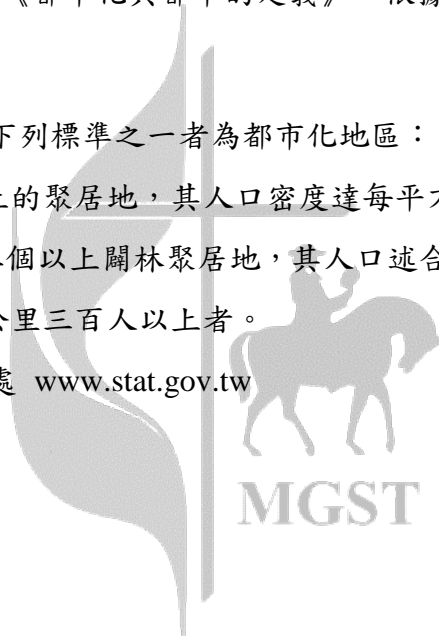 《都市化與都市的定義》，依據
下列標準之一者為都市化地區：
上的聚居地，其人口密度達每平方
個以上闢林聚居地，其人口述合
公里三百人以上者。
處 www.stat.gov.tw
MGST